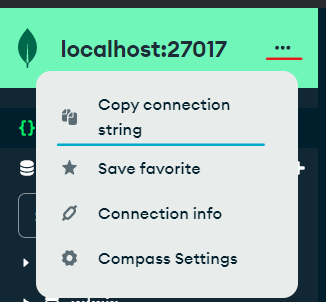 localhost:27017
Copy connection
string
Save favorite
Connection info
Compass Settings